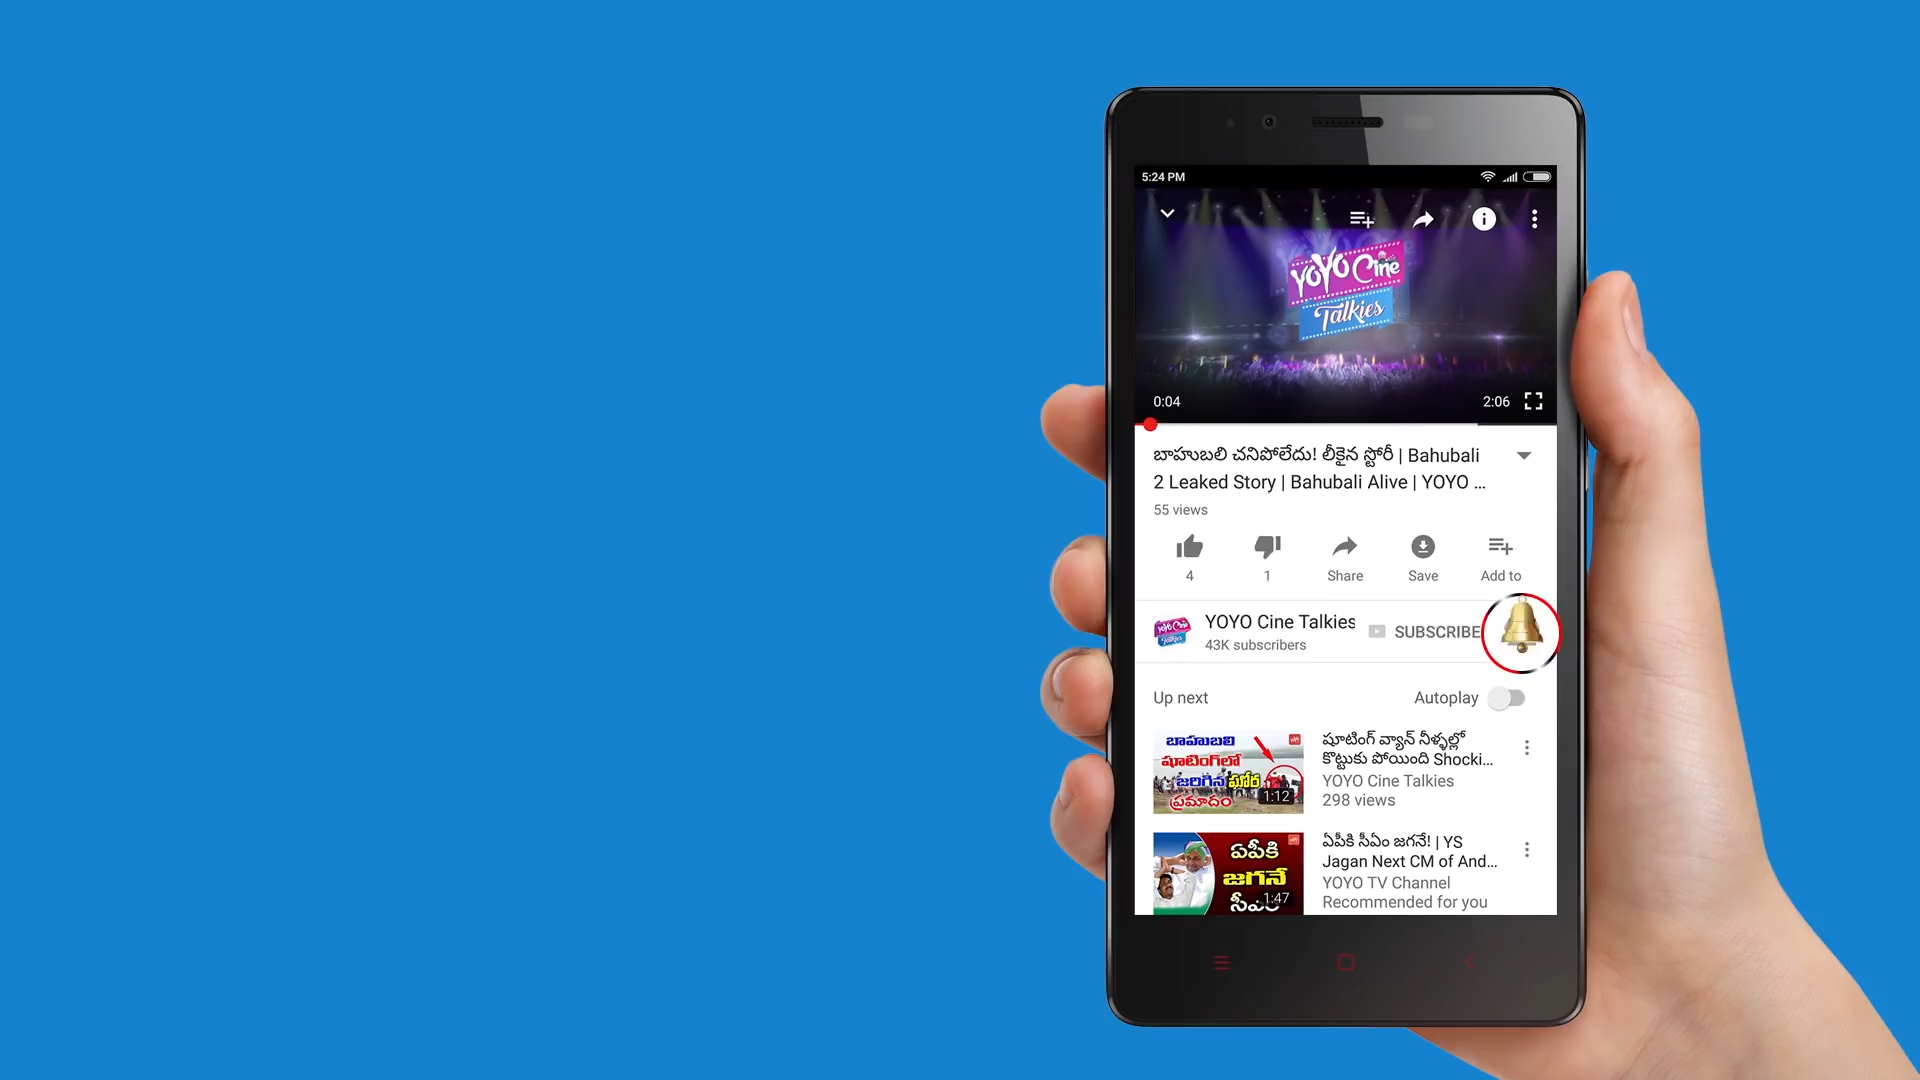 5:24 PM
YOYO Cine
Talkies
0:04
2:06
బాహుబలి చనిపోలేదు! లీకైన స్టోరీ | Bahubali
2 Leaked Story | Bahubali Alive | YOYO ...
55 views
4
1
Share
Save
Add to
YOYO Cine Talkies
43K subscribers
SUBSCRIBE
Up next
Autoplay
బాహుబలి
షూటింగ్‌లో
జరిగిన ఘోర
ప్రమాదం
1:12
షూటింగ్ వ్యాన్ నీళ్ళల్లో
కొట్టుకు పోయింది Shocki...
YOYO Cine Talkies
298 views
ఏపీకి
జగనే
1:47
ఏపీకి సీఎం జగనే! | YS
Jagan Next CM of And...
YOYO TV Channel
Recommended for you